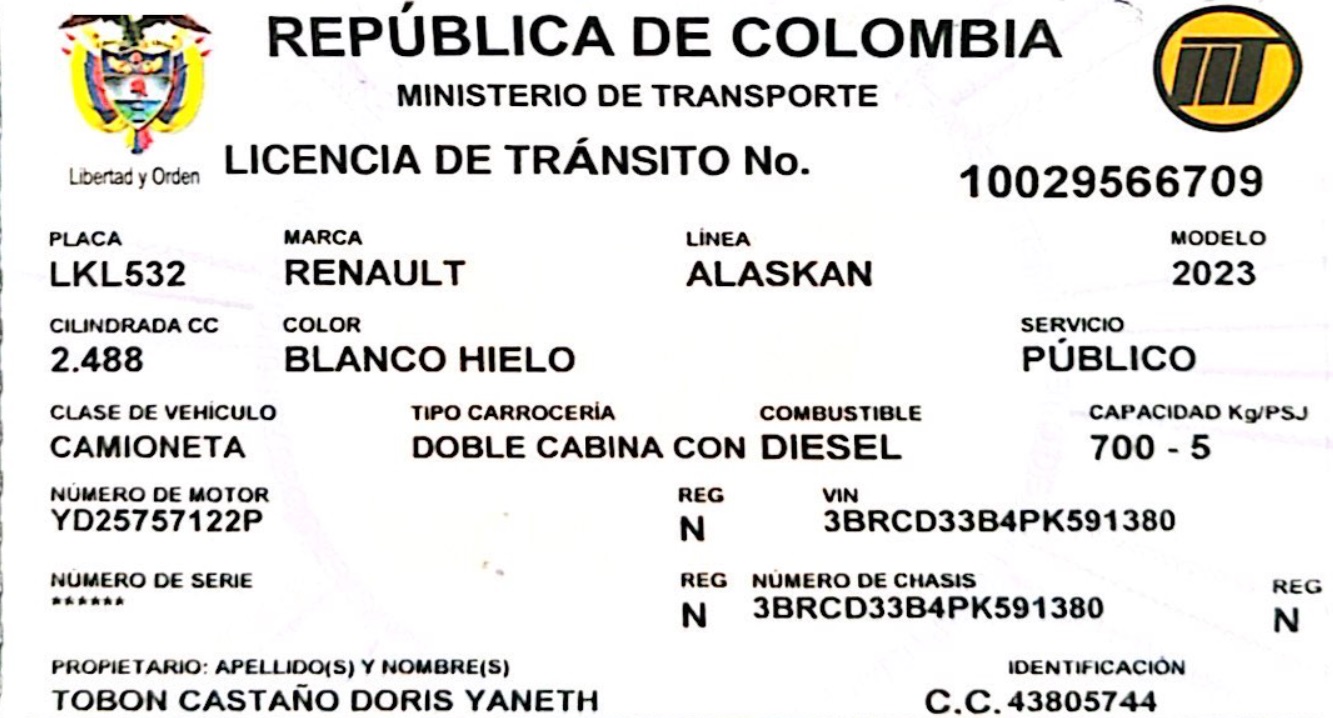 REPÚBLICA DE COLOMBIA
MINISTERIO DE TRANSPORTE
Libertad y Orden
LICENCIA DE TRÁNSITO No. 10029566709
PLACA MARCA LÍNEA MODELO
LKL532 RENAULT ALASKAN 2023
CILINDRADA CC COLOR SERVICIO
2.488 BLANCO HIELO PÚBLICO
CLASE DE VEHÍCULO TIPO CARROCERÍA COMBUSTIBLE CAPACIDAD Kg/PSJ
CAMIONETA DOBLE CABINA CON DIESEL 700 - 5
NÚMERO DE MOTOR REG VIN
YD25757122P N 3BRCD33B4PK591380
NÚMERO DE SERIE REG NÚMERO DE CHASIS REG
****** N 3BRCD33B4PK591380 N
PROPIETARIO: APELLIDO(S) Y NOMBRE(S) IDENTIFICACIÓN
TOBON CASTAÑO DORIS YANETH C.C. 43805744